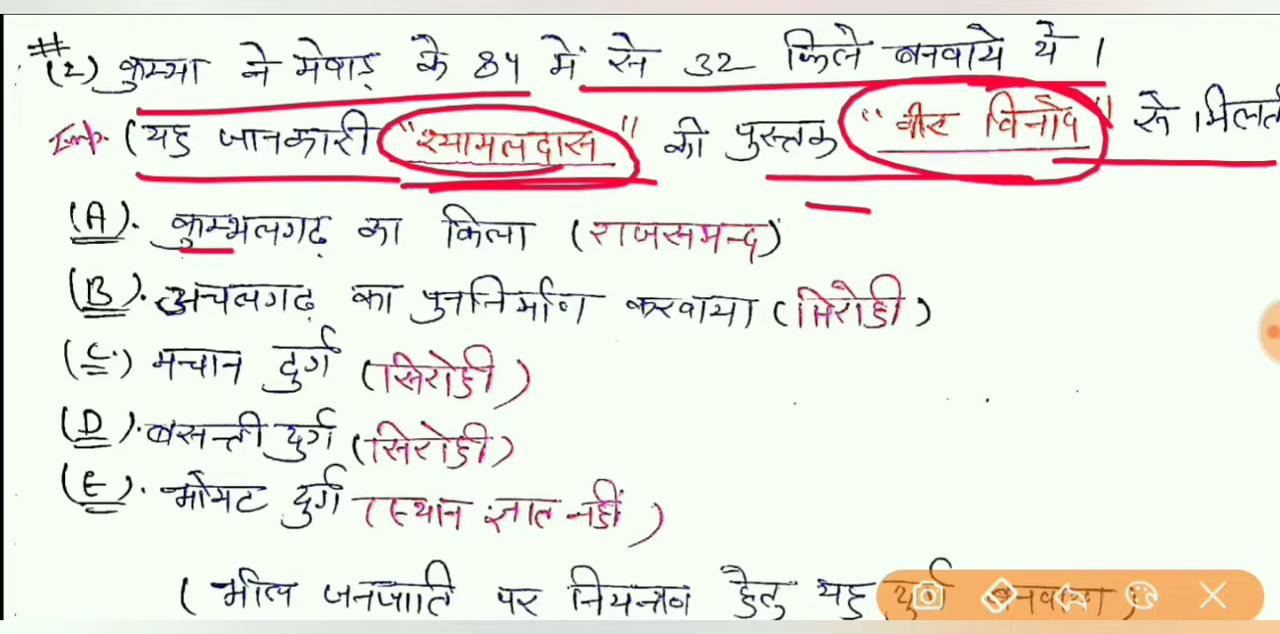 #(2) कुम्भा ने मेवाड़ के 84 में से 32 किले बनवाये थे ।
Imp. (यह जानकारी "श्यामलदास" की पुस्तक "वीर विनोद" से मिलत
(A). कुम्भलगढ़ का किला (राजसमन्द)
(B). अचलगढ़ का पुनर्निर्माण करवाया (सिरोही)
(C.) मचान दुर्ग (सिरोही)
(D). बसन्ती दुर्ग (सिरोही)
(E). भोमट दुर्ग (स्थान ज्ञात नहीं)
(भील जनजाति पर नियन्त्रण हेतु यह दुर्ग बनवाया)